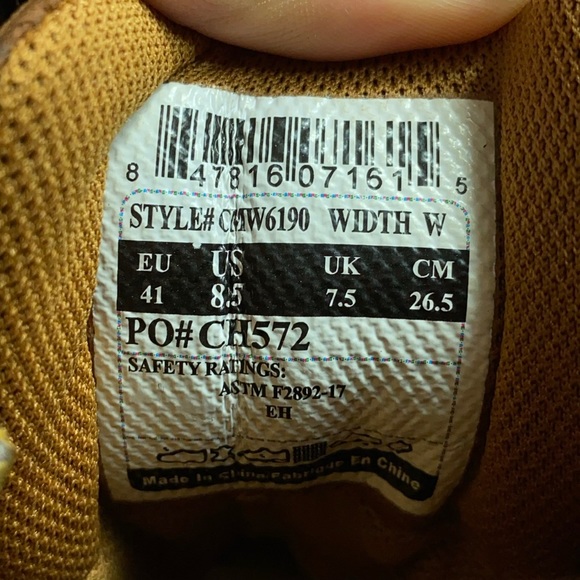 8 47816 07161 5
STYLE# CMW6190 WIDTH W
EU US UK CM
41 8.5 7.5 26.5
PO# CH572
SAFETY RATINGS:
ASTM F2892-17
EH
Made In China Fabriqué En Chine